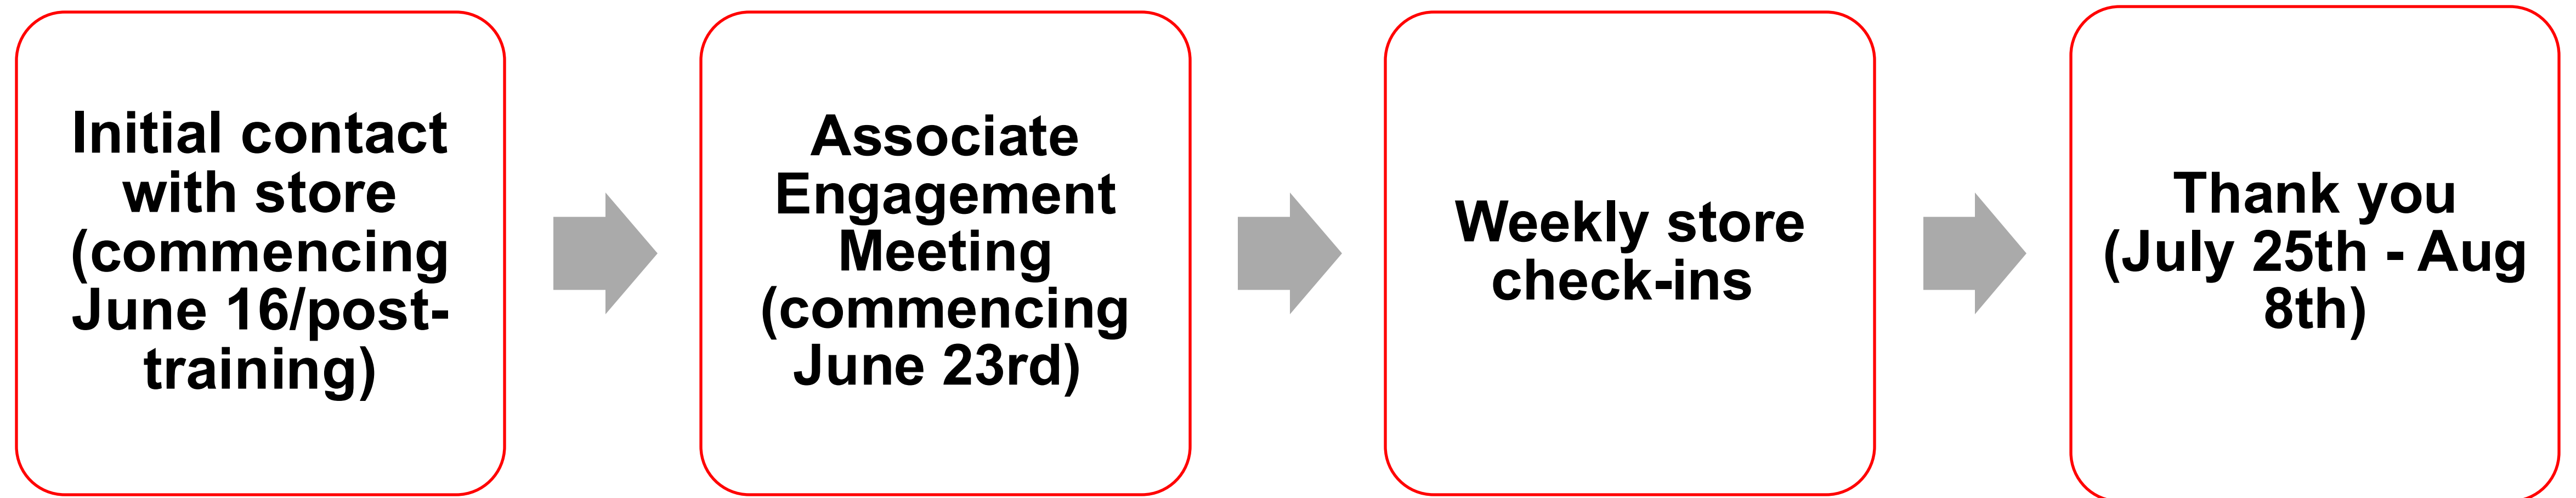 Initial contact
with store
(commencing
June 16/post-
training)
Associate
Engagement
Meeting
(commencing
June 23rd)
Weekly store
check-ins
Thank you
(July 25th - Aug
8th)